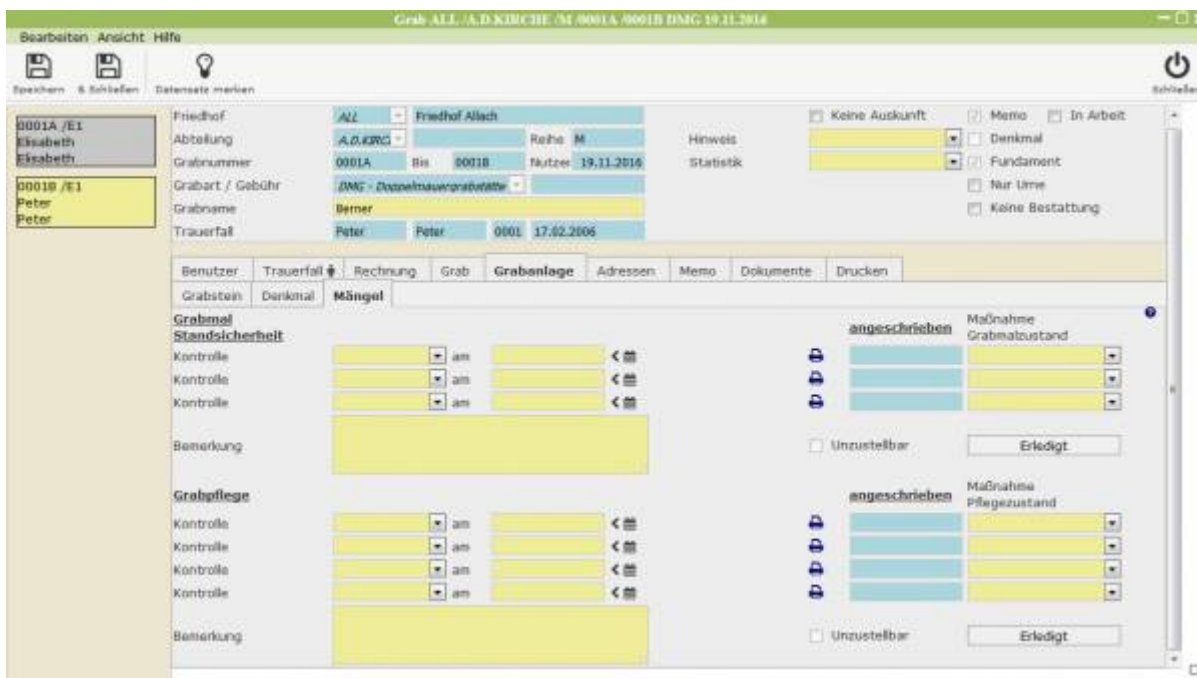 Grab ALL /A.D.KIRCHE /M /0001A /0001B DMG 19.11.2016
Bearbeiten Ansicht Hilfe
Speichern & Schließen Datensatz merken Schließen
0001A /E1
Elisabeth
Elisabeth
0001B /E1
Peter
Peter
Friedhof ALL Friedhof Allach Keine Auskunft Memo In Arbeit
Abteilung A.D.KIRC Reihe M Hinweis Denkmal
Grabnummer 0001A Bis 0001B Nutzer 19.11.2016 Statistik Fundament
Grabart / Gebühr DMG - Doppelmauergrabstätte Nur Urne
Grabname Berner Keine Bestattung
Trauerfall Peter Peter 0001 17.02.2006
Benutzer Trauerfall Rechnung Grab Grabanlage Adressen Memo Dokumente Drucken
Grabstein Denkmal Mängel
Grabmal
Standsicherheit angeschrieben Maßnahme
Grabmalzustand
Kontrolle am
Kontrolle am
Kontrolle am
Bemerkung Unzustellbar Erledigt
Grabpflege angeschrieben Maßnahme
Pflegezustand
Kontrolle am
Kontrolle am
Kontrolle am
Kontrolle am
Bemerkung Unzustellbar Erledigt